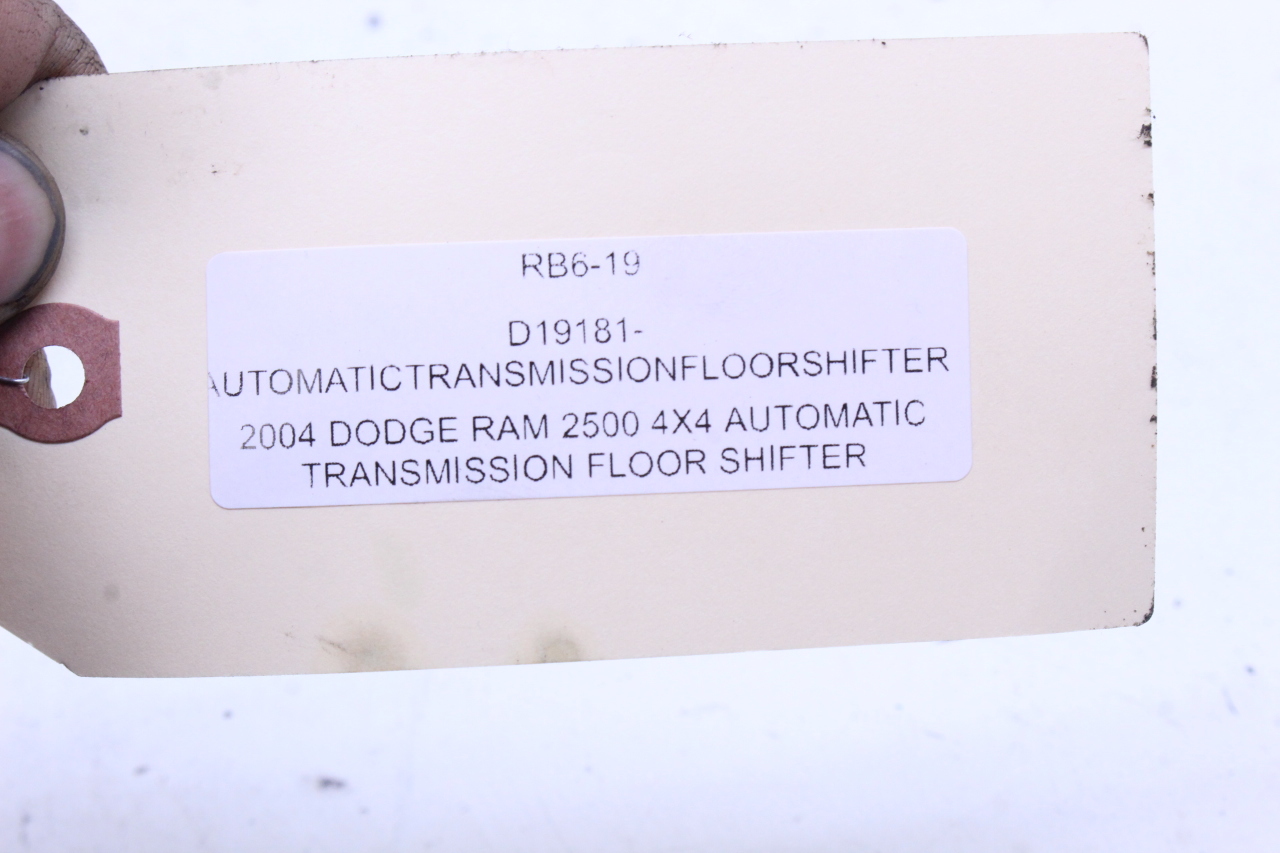 RB6-19
D19181-
AUTOMATICTRANSMISSIONFLOORSHIFTER
2004 DODGE RAM 2500 4X4 AUTOMATIC
TRANSMISSION FLOOR SHIFTER